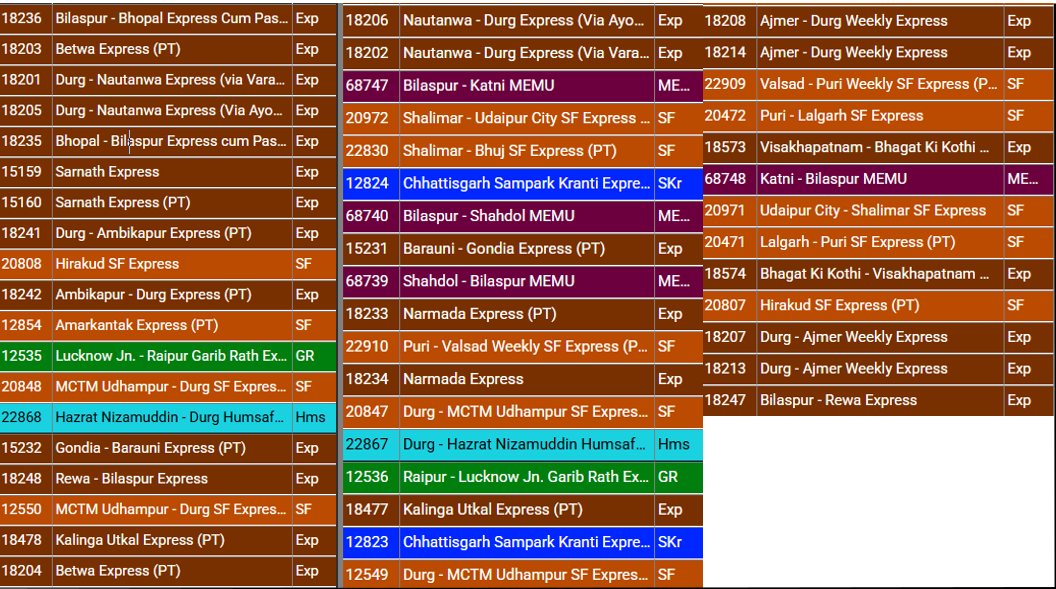 18236 Bilaspur - Bhopal Express Cum Pas... Exp
18203 Betwa Express (PT) Exp
18201 Durg - Nautanwa Express (via Vara... Exp
18205 Durg - Nautanwa Express (Via Ayo... Exp
18235 Bhopal - Bilaspur Express cum Pas... Exp
15159 Sarnath Express Exp
15160 Sarnath Express (PT) Exp
18241 Durg - Ambikapur Express (PT) Exp
20808 Hirakud SF Express SF
18242 Ambikapur - Durg Express (PT) Exp
12854 Amarkantak Express (PT) SF
12535 Lucknow Jn. - Raipur Garib Rath Ex... GR
20848 MCTM Udhampur - Durg SF Expres... SF
22868 Hazrat Nizamuddin - Durg Humsaf... Hms
15232 Gondia - Barauni Express (PT) Exp
18248 Rewa - Bilaspur Express Exp
12550 MCTM Udhampur - Durg SF Expres... SF
18478 Kalinga Utkal Express (PT) Exp
18204 Betwa Express (PT) Exp
18206 Nautanwa - Durg Express (Via Ayo... Exp
18202 Nautanwa - Durg Express (Via Vara... Exp
68747 Bilaspur - Katni MEMU ME...
20972 Shalimar - Udaipur City SF Express ... SF
22830 Shalimar - Bhuj SF Express (PT) SF
12824 Chhattisgarh Sampark Kranti Expre... SKr
68740 Bilaspur - Shahdol MEMU ME...
15231 Barauni - Gondia Express (PT) Exp
68739 Shahdol - Bilaspur MEMU ME...
18233 Narmada Express (PT) Exp
22910 Puri - Valsad Weekly SF Express (P... SF
18234 Narmada Express Exp
20847 Durg - MCTM Udhampur SF Expres... SF
22867 Durg - Hazrat Nizamuddin Humsaf... Hms
12536 Raipur - Lucknow Jn. Garib Rath Ex... GR
18477 Kalinga Utkal Express (PT) Exp
12823 Chhattisgarh Sampark Kranti Expre... SKr
12549 Durg - MCTM Udhampur SF Expres... SF
18208 Ajmer - Durg Weekly Express Exp
18214 Ajmer - Durg Weekly Express Exp
22909 Valsad - Puri Weekly SF Express (P... SF
20472 Puri - Lalgarh SF Express SF
18573 Visakhapatnam - Bhagat Ki Kothi ... Exp
68748 Katni - Bilaspur MEMU ME...
20971 Udaipur City - Shalimar SF Express SF
20471 Lalgarh - Puri SF Express (PT) SF
18574 Bhagat Ki Kothi - Visakhapatnam ... Exp
20807 Hirakud SF Express (PT) SF
18207 Durg - Ajmer Weekly Express Exp
18213 Durg - Ajmer Weekly Express Exp
18247 Bilaspur - Rewa Express Exp